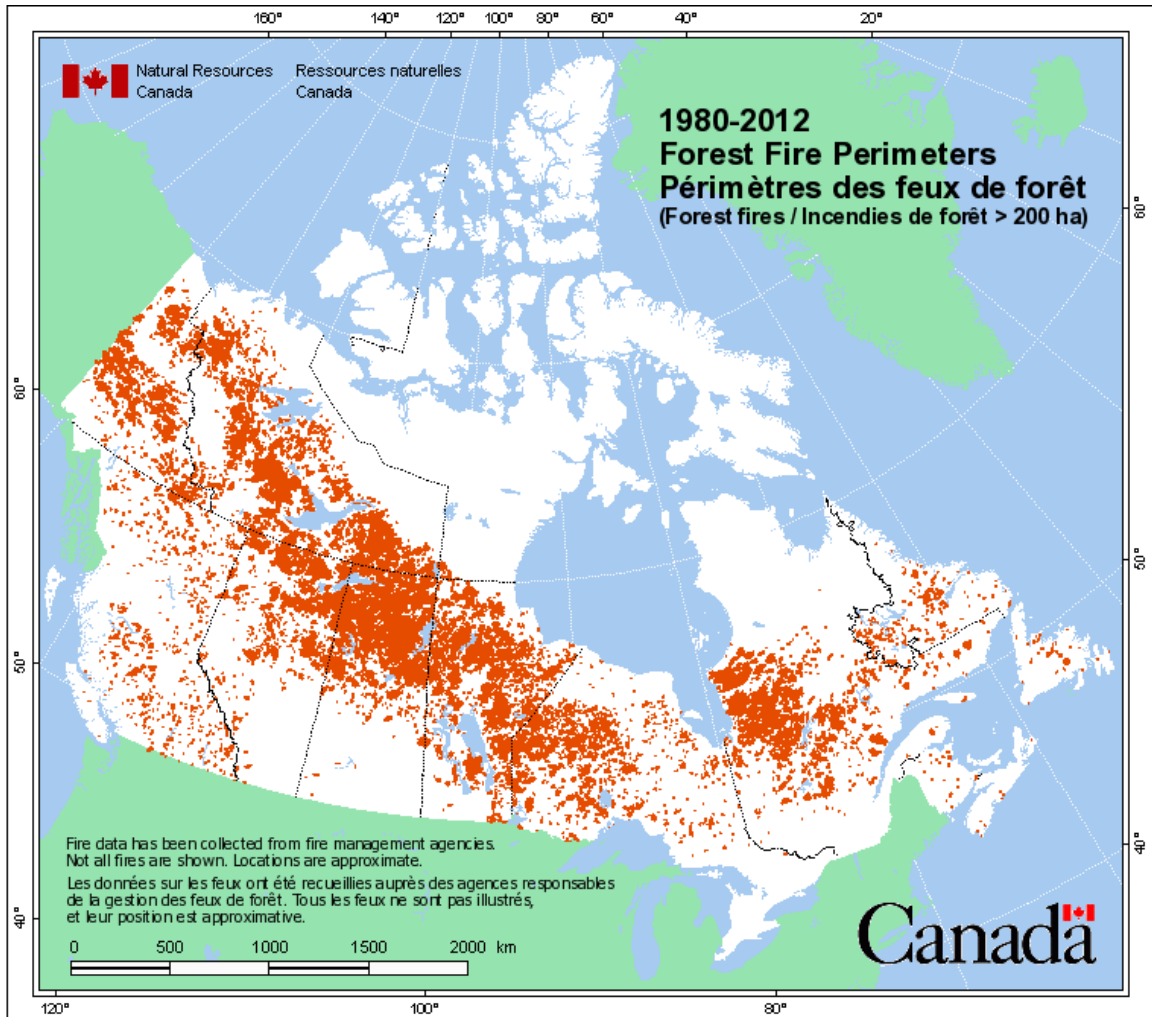 160° 140° 120° 100° 80° 60° 40° 20°
Natural Resources Ressources naturelles
Canada Canada
1980-2012
Forest Fire Perimeters
Périmètres des feux de forêt
(Forest fires / Incendies de forêt > 200 ha)
60°
60°
60°
50°
50°
40°
40°
Fire data has been collected from fire management agencies.
Not all fires are shown. Locations are approximate.
Les données sur les feux ont été recueillies auprès des agences responsables
de la gestion des feux de forêt. Tous les feux ne sont pas illustrés,
et leur position est approximative.
0 500 1000 1500 2000 km
Canada
120° 100° 80°